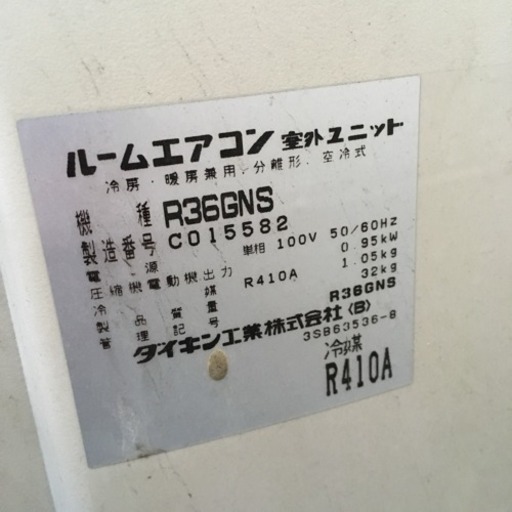 ルームエアコン 室外ユニット
冷房・暖房兼用・分離形・空冷式
機種 R36GNS
製造番号 C015582
電源 単相 100V 50/60Hz
圧縮機電動機出力 0.95kW
冷媒 R410A 1.05kg
製品質量 32kg
管理記号 R36GNS
ダイキン工業株式会社〈B〉
3SB63536-8
冷媒
R410A